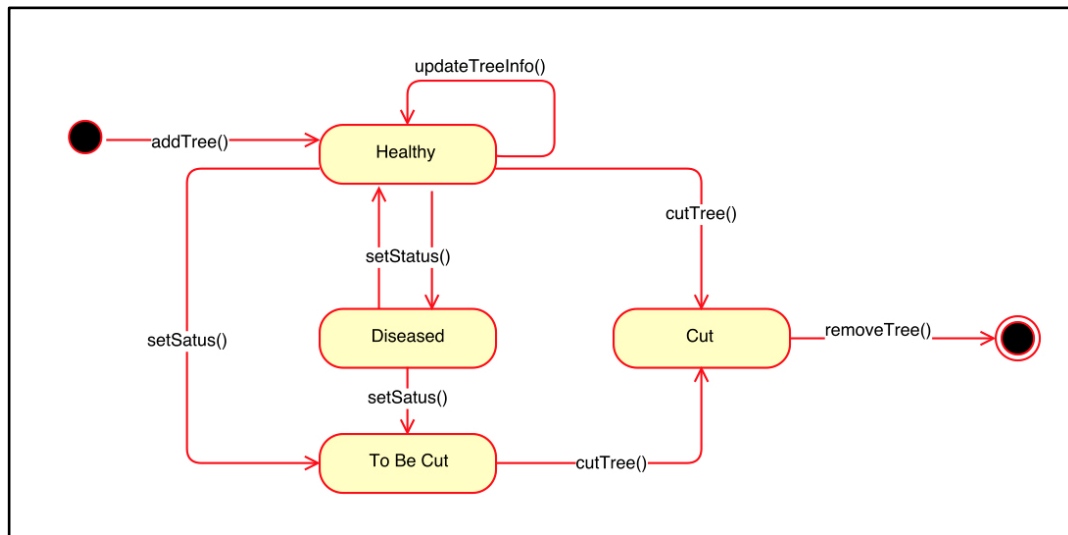 updateTreeInfo()
addTree()
Healthy
cutTree()
setStatus()
setSatus()
Diseased
Cut
removeTree()
setSatus()
To Be Cut
cutTree()